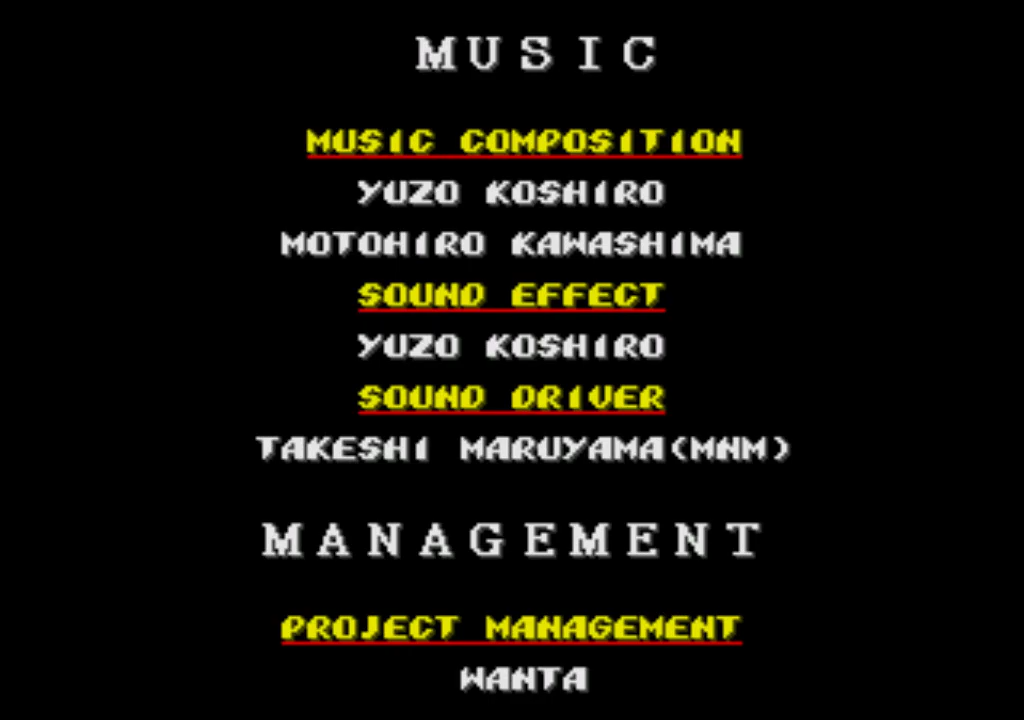 MUSIC
MUSIC COMPOSITION
YUZO KOSHIRO
MOTOHIRO KAWASHIMA
SOUND EFFECT
YUZO KOSHIRO
SOUND DRIVER
TAKESHI MARUYAMA(MNM)
MANAGEMENT
PROJECT MANAGEMENT
WANTA